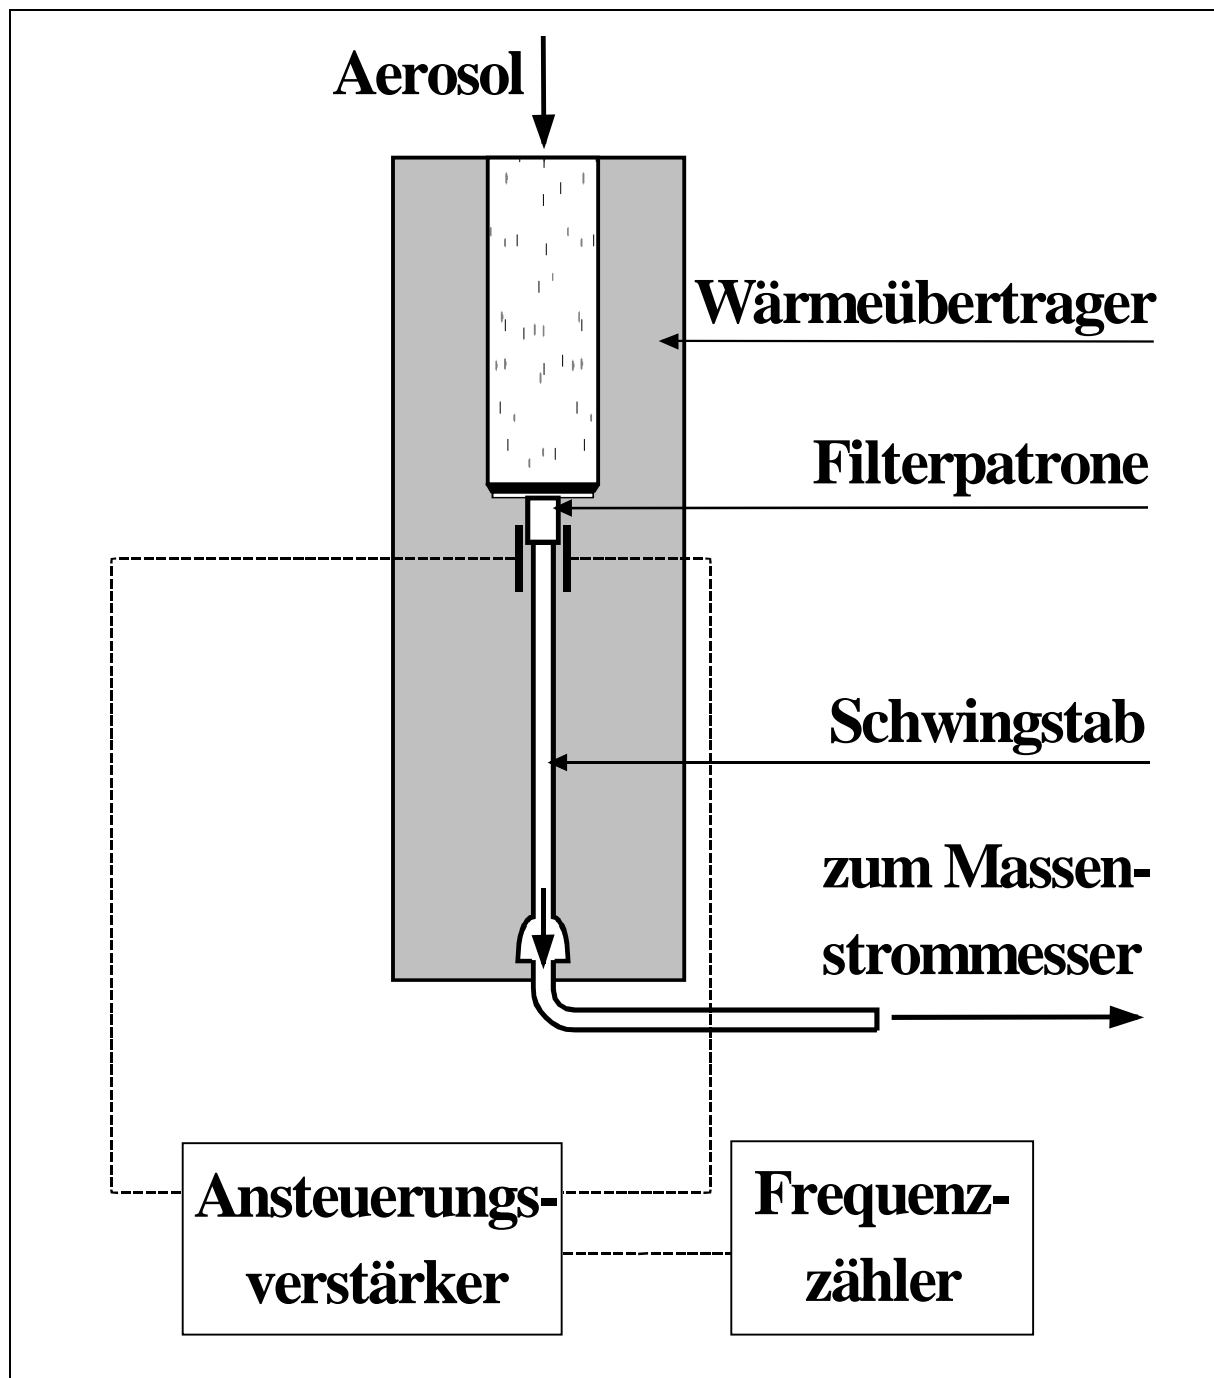 Aerosol
Wärmeübertrager
Filterpatrone
Schwingstab
zum Massen-
strommesser
Ansteuerungs-
verstärker
Frequenz-
zähler